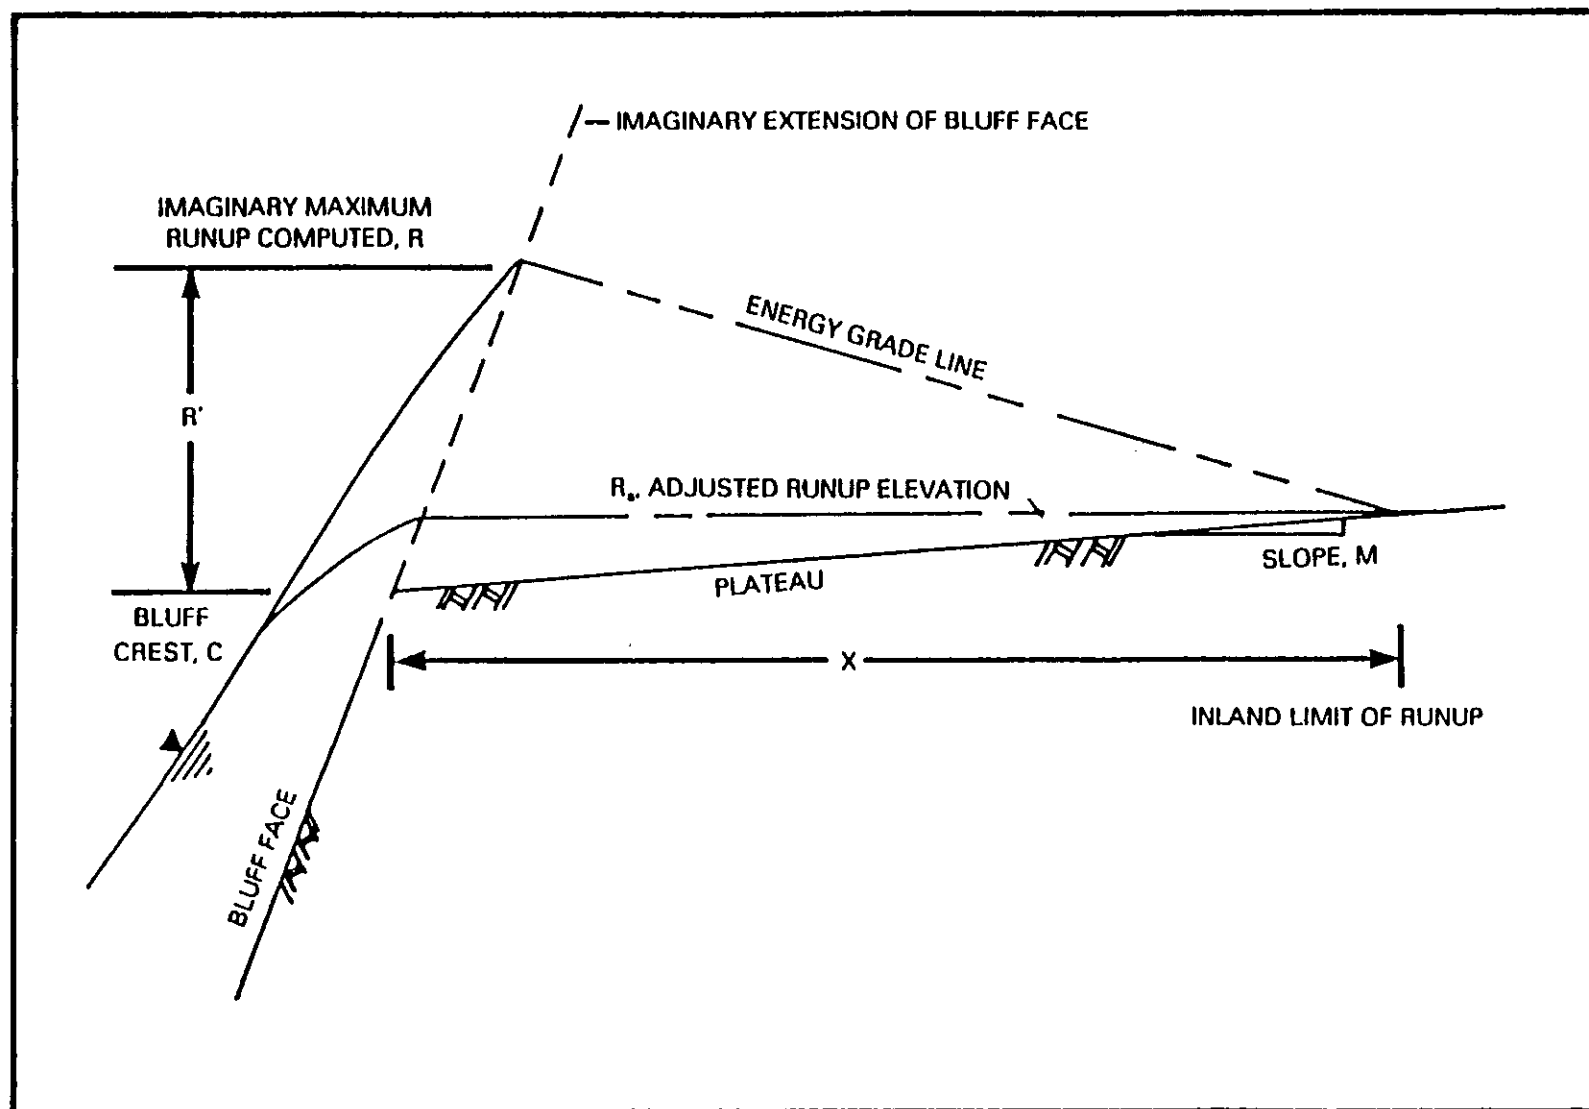 — IMAGINARY EXTENSION OF BLUFF FACE
IMAGINARY MAXIMUM
RUNUP COMPUTED, R
ENERGY GRADE LINE
R'
Rₐ, ADJUSTED RUNUP ELEVATION
SLOPE, M
PLATEAU
BLUFF
CREST, C
X
INLAND LIMIT OF RUNUP
BLUFF FACE